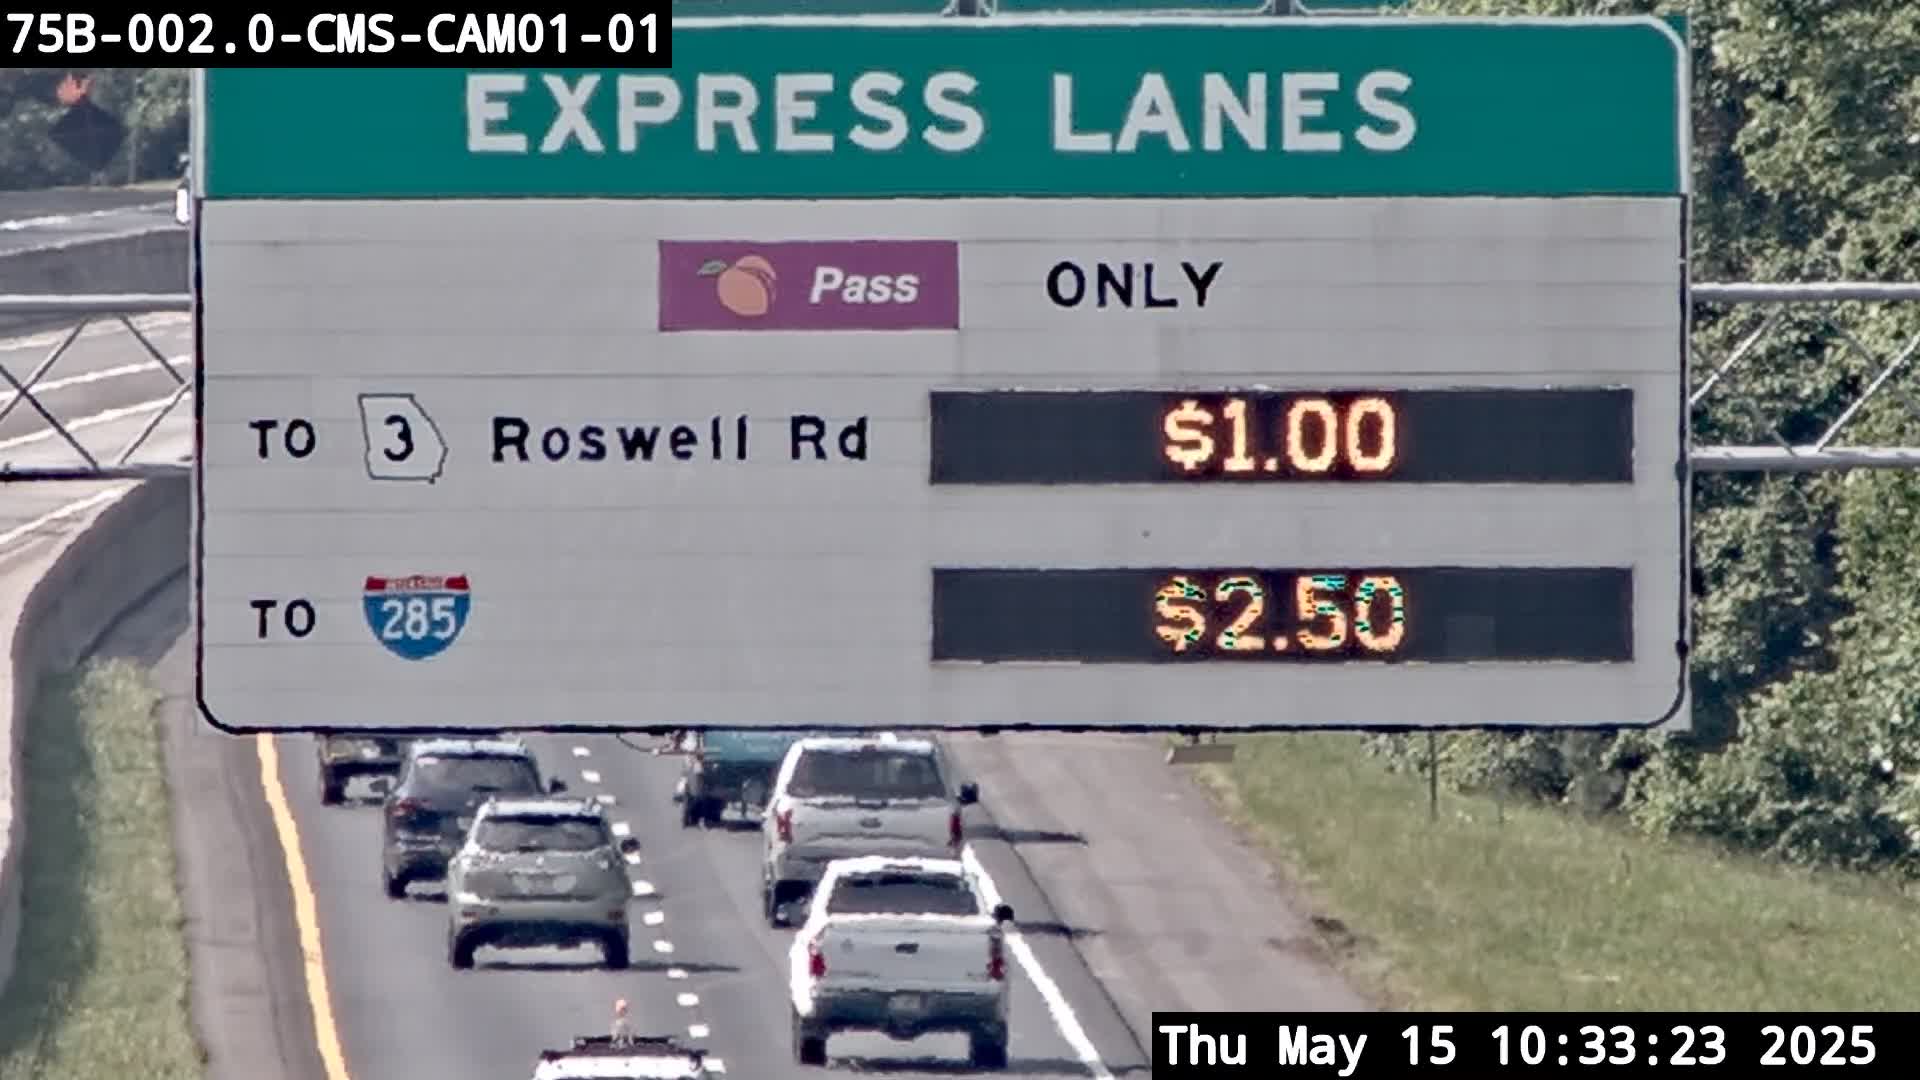 75B-002.0-CMS-CAM01-01
EXPRESS LANES
Pass ONLY
TO 3 Roswell Rd $1.00
TO 285 $2.50
Thu May 15 10:33:23 2025